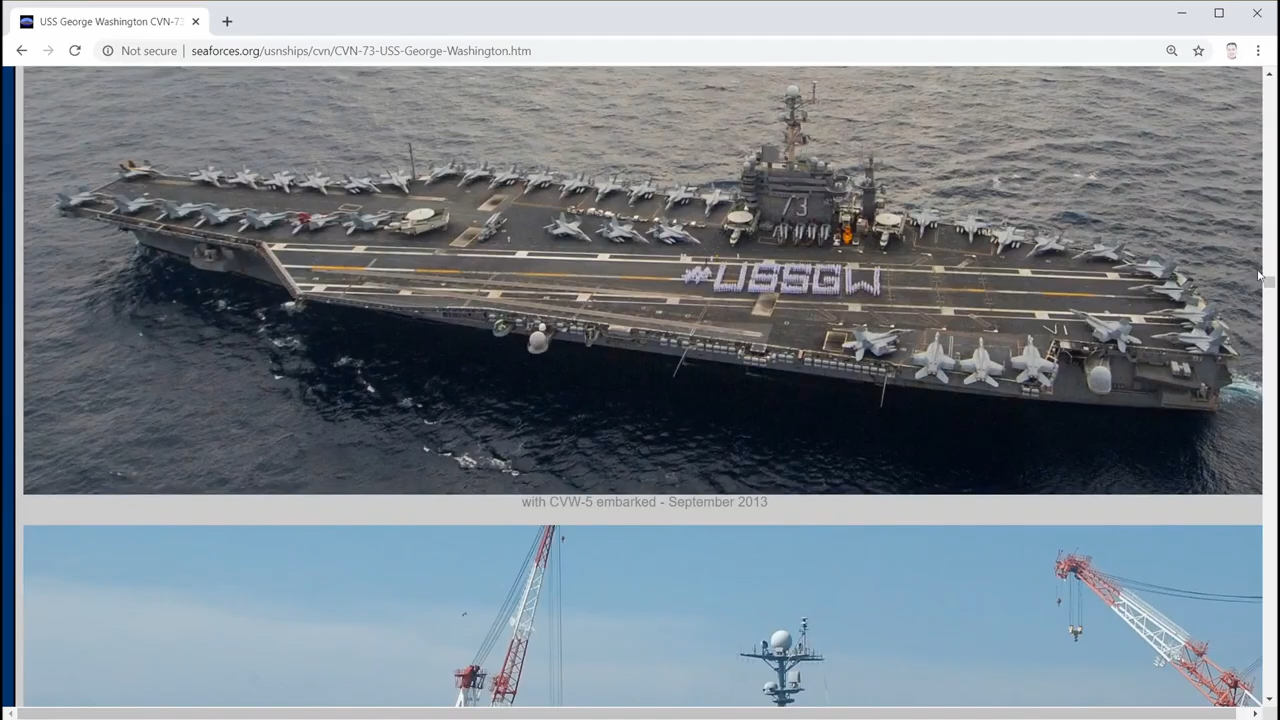 USS George Washington CVN-73
Not secure | seaforces.org/usnships/cvn/CVN-73-USS-George-Washington.htm
73
#USSGW
with CVW-5 embarked - September 2013